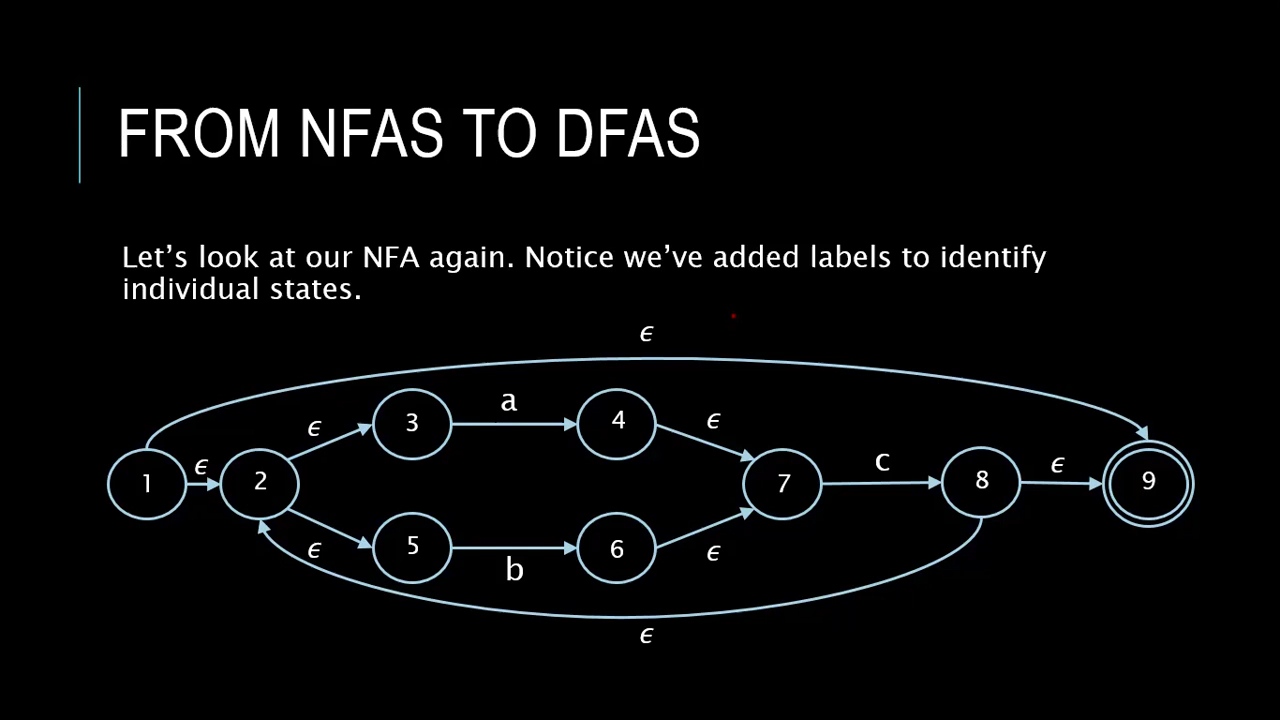 FROM NFAS TO DFAS
Let's look at our NFA again. Notice we've added labels to identify
individual states.
ϵ
3 a 4
ϵ ϵ
1 ϵ 2 7 c 8 ϵ 9
5 6
ϵ b ϵ
ϵ